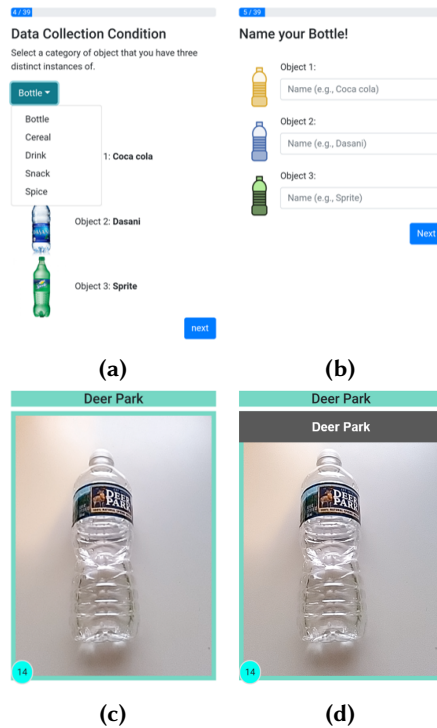 4 / 39
Data Collection Condition
Select a category of object that you have three
distinct instances of.
Bottle
Bottle
Cereal
Drink
Snack
Spice
1: Coca cola
Object 2: Dasani
Object 3: Sprite
next
(a)
5 / 39
Name your Bottle!
Object 1:
Name (e.g., Coca cola)
Object 2:
Name (e.g., Dasani)
Object 3:
Name (e.g., Sprite)
Next
(b)
Deer Park
DEER
PARK
14
(c)
Deer Park
Deer Park
DEER
PARK
14
(d)